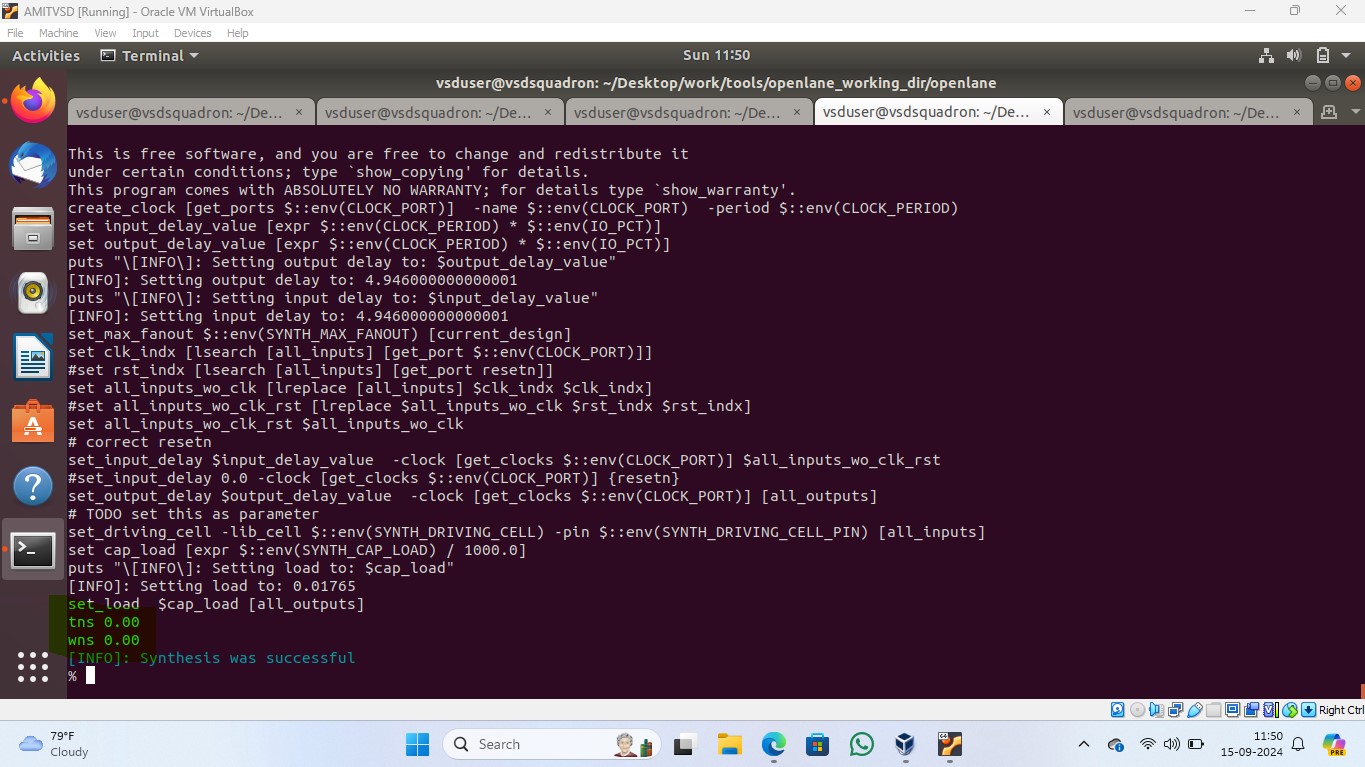 AMITVSD [Running] - Oracle VM VirtualBox
File Machine View Input Devices Help
Activities Terminal Sun 11:50
vsduser@vsdsquadron: ~/Desktop/work/tools/openlane_working_dir/openlane
vsduser@vsdsquadron: ~/De... × vsduser@vsdsquadron: ~/De... × vsduser@vsdsquadron: ~/De... × vsduser@vsdsquadron: ~/De... × vsduser@vsdsquadron: ~/De... ×
This is free software, and you are free to change and redistribute it
under certain conditions; type `show_copying' for details.
This program comes with ABSOLUTELY NO WARRANTY; for details type `show_warranty'.
create_clock [get_ports $::env(CLOCK_PORT)]  -name $::env(CLOCK_PORT)  -period $::env(CLOCK_PERIOD)
set input_delay_value [expr $::env(CLOCK_PERIOD) * $::env(IO_PCT)]
set output_delay_value [expr $::env(CLOCK_PERIOD) * $::env(IO_PCT)]
puts "\[INFO\]: Setting output delay to: $output_delay_value"
[INFO]: Setting output delay to: 4.946000000000001
puts "\[INFO\]: Setting input delay to: $input_delay_value"
[INFO]: Setting input delay to: 4.946000000000001
set_max_fanout $::env(SYNTH_MAX_FANOUT) [current_design]
set clk_indx [lsearch [all_inputs] [get_port $::env(CLOCK_PORT)]]
#set rst_indx [lsearch [all_inputs] [get_port resetn]]
set all_inputs_wo_clk [lreplace [all_inputs] $clk_indx $clk_indx]
#set all_inputs_wo_clk_rst [lreplace $all_inputs_wo_clk $rst_indx $rst_indx]
set all_inputs_wo_clk_rst $all_inputs_wo_clk
# correct resetn
set_input_delay $input_delay_value  -clock [get_clocks $::env(CLOCK_PORT)] $all_inputs_wo_clk_rst
#set_input_delay 0.0 -clock [get_clocks $::env(CLOCK_PORT)] {resetn}
set_output_delay $output_delay_value  -clock [get_clocks $::env(CLOCK_PORT)] [all_outputs]
# TODO set this as parameter
set_driving_cell -lib_cell $::env(SYNTH_DRIVING_CELL) -pin $::env(SYNTH_DRIVING_CELL_PIN) [all_inputs]
set cap_load [expr $::env(SYNTH_CAP_LOAD) / 1000.0]
puts "\[INFO\]: Setting load to: $cap_load"
[INFO]: Setting load to: 0.01765
set_load  $cap_load [all_outputs]
tns 0.00
wns 0.00
[INFO]: Synthesis was successful
%
Right Ctrl
79°F
Cloudy
Search
11:50
15-09-2024
PRE